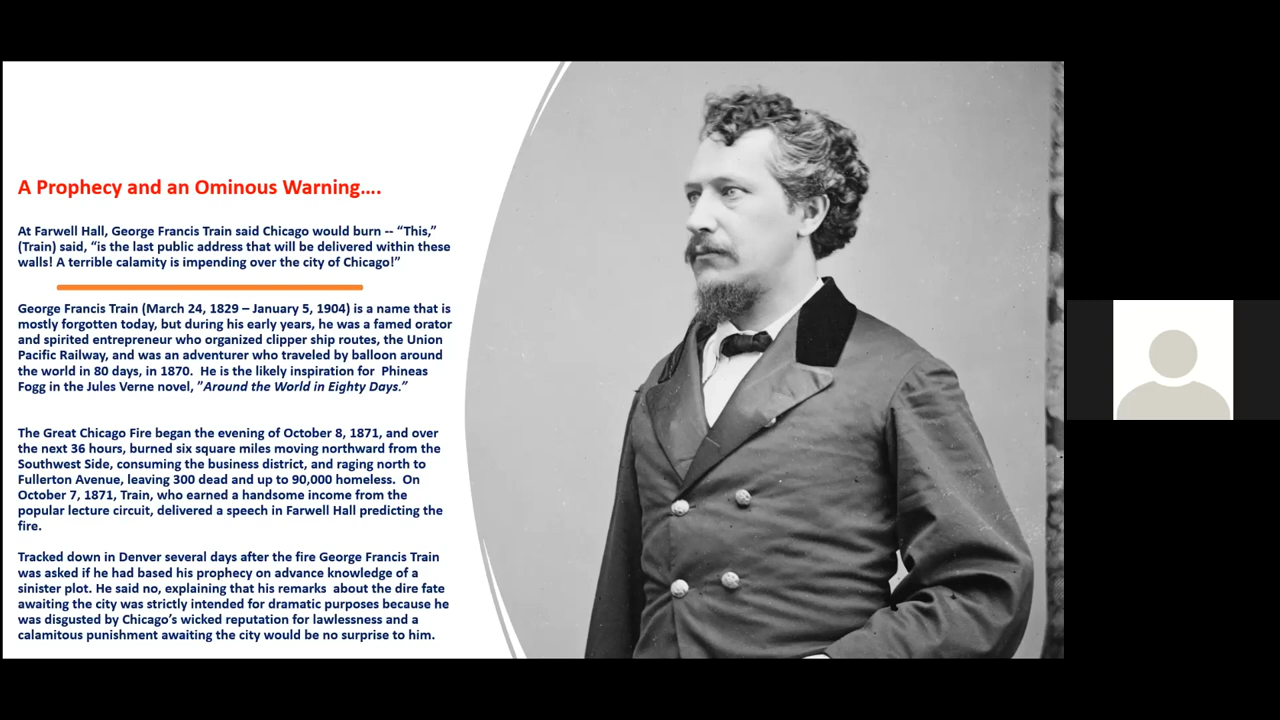 A Prophecy and an Ominous Warning....
At Farwell Hall, George Francis Train said Chicago would burn -- “This,”
(Train) said, “is the last public address that will be delivered within these
walls! A terrible calamity is impending over the city of Chicago!”
George Francis Train (March 24, 1829 – January 5, 1904) is a name that is
mostly forgotten today, but during his early years, he was a famed orator
and spirited entrepreneur who organized clipper ship routes, the Union
Pacific Railway, and was an adventurer who traveled by balloon around
the world in 80 days, in 1870. He is the likely inspiration for Phineas
Fogg in the Jules Verne novel, ”Around the World in Eighty Days.”
The Great Chicago Fire began the evening of October 8, 1871, and over
the next 36 hours, burned six square miles moving northward from the
Southwest Side, consuming the business district, and raging north to
Fullerton Avenue, leaving 300 dead and up to 90,000 homeless. On
October 7, 1871, Train, who earned a handsome income from the
popular lecture circuit, delivered a speech in Farwell Hall predicting the
fire.
Tracked down in Denver several days after the fire George Francis Train
was asked if he had based his prophecy on advance knowledge of a
sinister plot. He said no, explaining that his remarks about the dire fate
awaiting the city was strictly intended for dramatic purposes because he
was disgusted by Chicago’s wicked reputation for lawlessness and a
calamitous punishment awaiting the city would be no surprise to him.